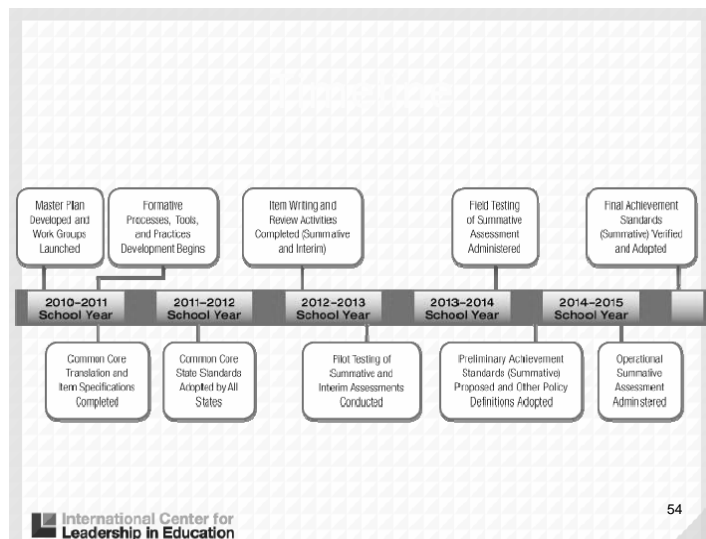 Master Plan
Developed and
Work Groups
Launched
Formative
Processes, Tools,
and Practices
Development Begins
Item Writing and
Review Activities
Completed (Summative
and Interim)
Field Testing
of Summative
Assessment
Administered
Final Achievement
Standards
(Summative) Verified
and Adopted
2010–2011
School Year
2011–2012
School Year
2012–2013
School Year
2013–2014
School Year
2014–2015
School Year
Common Core
Translation and
Item Specifications
Completed
Common Core
State Standards
Adopted by All
States
Pilot Testing of
Summative and
Interim Assessments
Conducted
Preliminary Achievement
Standards (Summative)
Proposed and Other Policy
Definitions Adopted
Operational
Summative
Assessment
Administered
54
International Center for
Leadership in Education